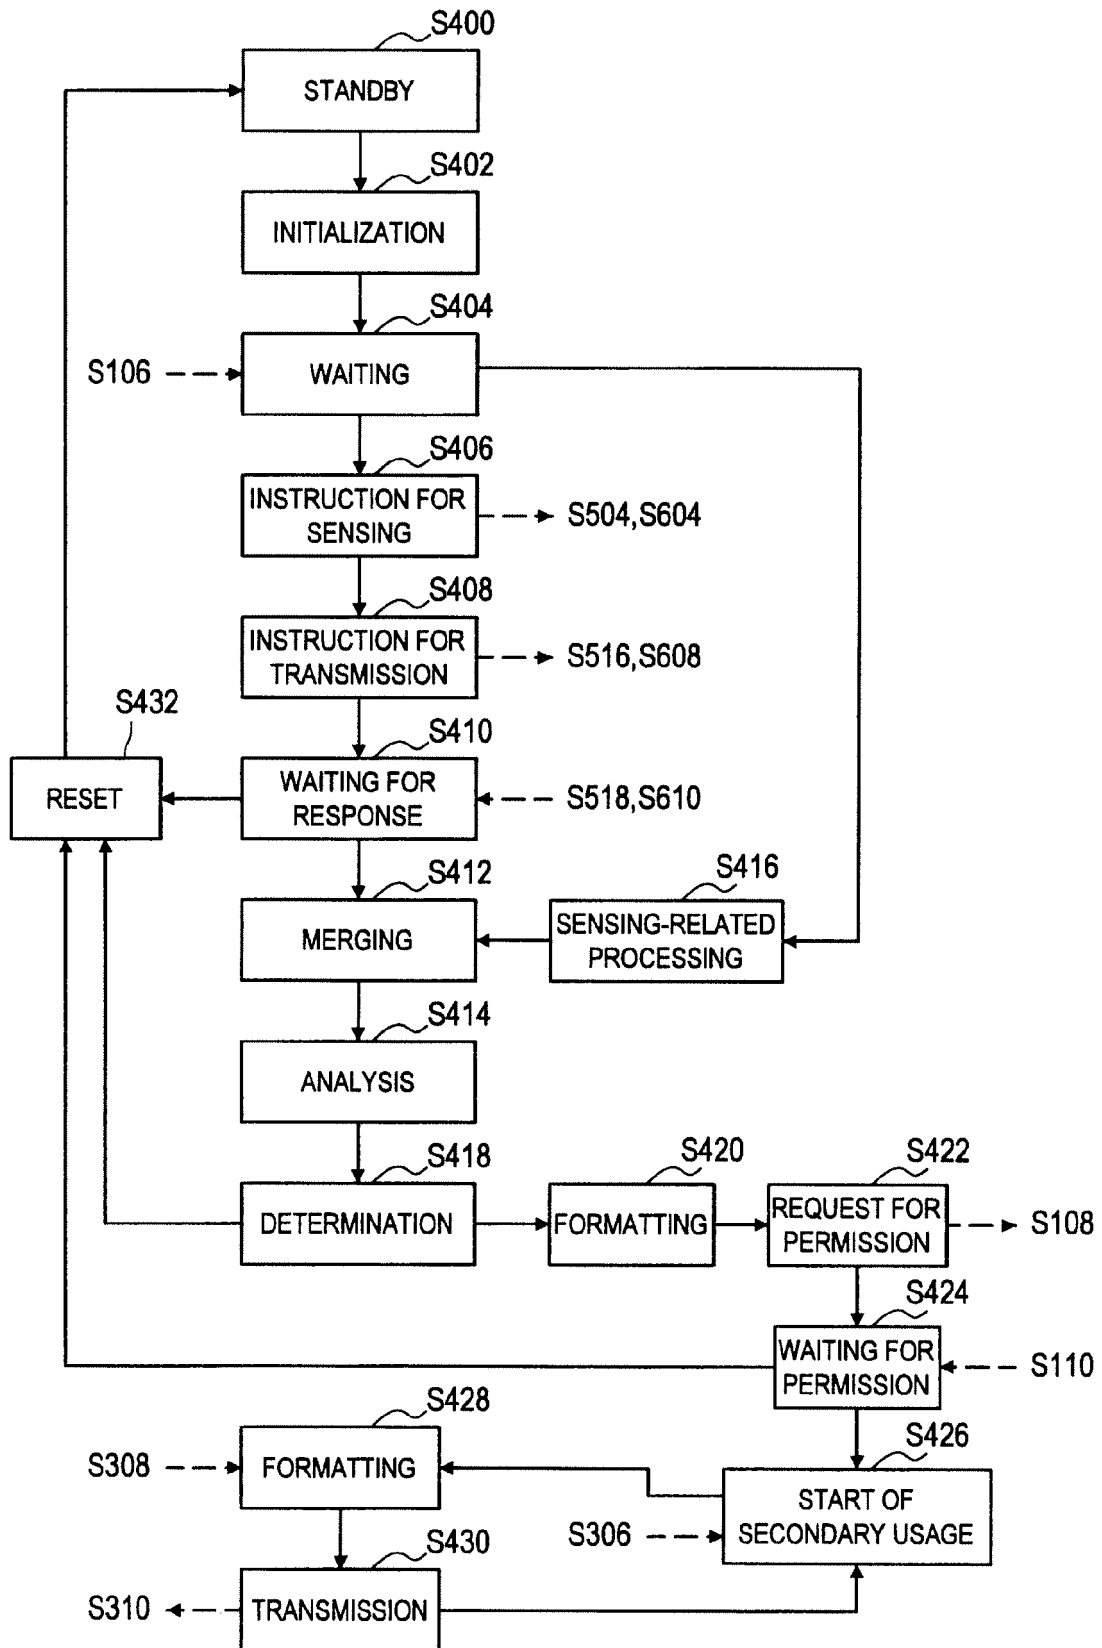 S400
STANDBY
S402
INITIALIZATION
S404
S106
WAITING
S406
INSTRUCTION FOR
SENSING
S504,S604
S408
INSTRUCTION FOR
TRANSMISSION
S516,S608
S432
RESET
S410
WAITING FOR
RESPONSE
S518,S610
S412
MERGING
S416
SENSING-RELATED
PROCESSING
S414
ANALYSIS
S418
DETERMINATION
S420
FORMATTING
S422
REQUEST FOR
PERMISSION
S108
S424
WAITING FOR
PERMISSION
S110
S428
S308
FORMATTING
S426
START OF
SECONDARY USAGE
S306
S430
S310
TRANSMISSION